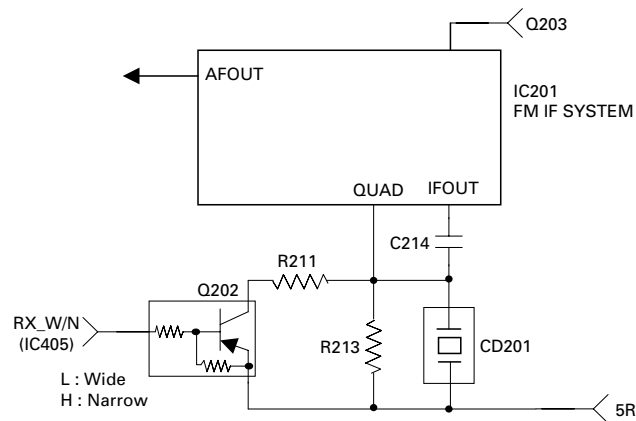 Q203
AFOUT
IC201
FM IF SYSTEM
QUAD
IFOUT
C214
R211
Q202
RX_W/N
(IC405)
R213
CD201
L : Wide
H : Narrow
5R